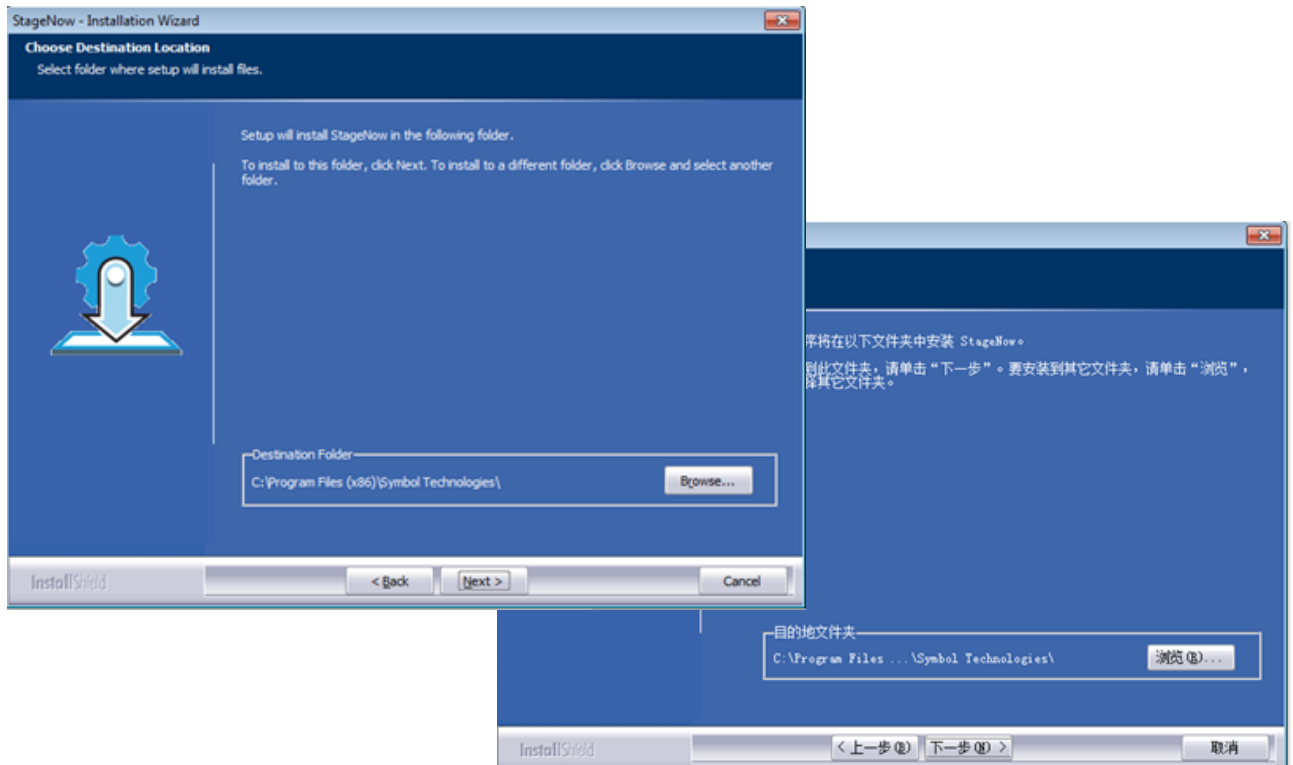 StageNow - Installation Wizard
Choose Destination Location
Select folder where setup will install files.
Setup will install StageNow in the following folder.
To install to this folder, click Next. To install to a different folder, click Browse and select another
folder.
Destination Folder
C:\Program Files (x86)\Symbol Technologies\
Browse...
InstallShield
< Back
Next >
Cancel
序将在以下文件夹中安装 StageNow。
到此文件夹，请单击“下一步”。要安装到其它文件夹，请单击“浏览”，
择其它文件夹。
目的地文件夹
C:\Program Files ...\Symbol Technologies\
浏览(R)...
InstallShield
< 上一步(B)
下一步(N) >
取消